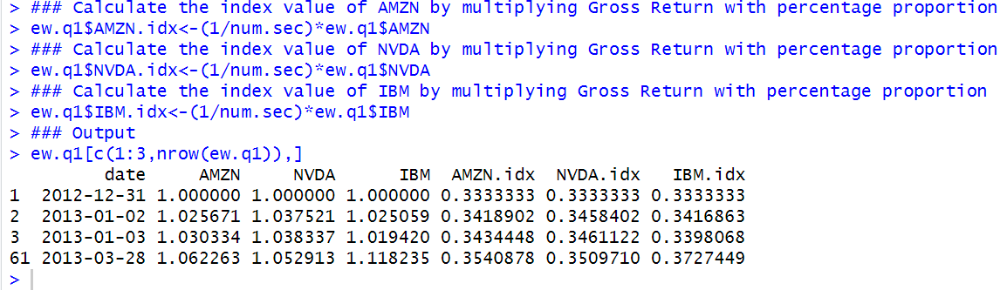 > ### Calculate the index value of AMZN by multiplying Gross Return with percentage proportion
> ew.q1$AMZN.idx<-(1/num.sec)*ew.q1$AMZN
> ### Calculate the index value of NVDA by multiplying Gross Return with percentage proportion
> ew.q1$NVDA.idx<-(1/num.sec)*ew.q1$NVDA
> ### Calculate the index value of IBM by multiplying Gross Return with percentage proportion
> ew.q1$IBM.idx<-(1/num.sec)*ew.q1$IBM
> ### Output
> ew.q1[c(1:3,nrow(ew.q1)),]
         date     AMZN     NVDA      IBM  AMZN.idx  NVDA.idx   IBM.idx
1  2012-12-31 1.000000 1.000000 1.000000 0.3333333 0.3333333 0.3333333
2  2013-01-02 1.025671 1.037521 1.025059 0.3418902 0.3458402 0.3416863
3  2013-01-03 1.030334 1.038337 1.019420 0.3434448 0.3461122 0.3398068
61 2013-03-28 1.062263 1.052913 1.118235 0.3540878 0.3509710 0.3727449
>